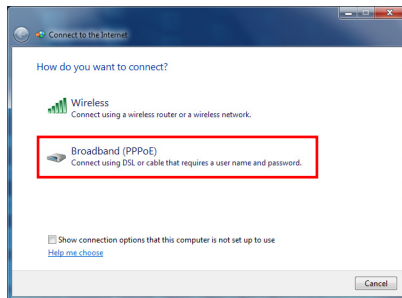 Connect to the Internet
How do you want to connect?
Wireless
Connect using a wireless router or a wireless network.
Broadband (PPPoE)
Connect using DSL or cable that requires a user name and password.
Show connection options that this computer is not set up to use
Help me choose
Cancel